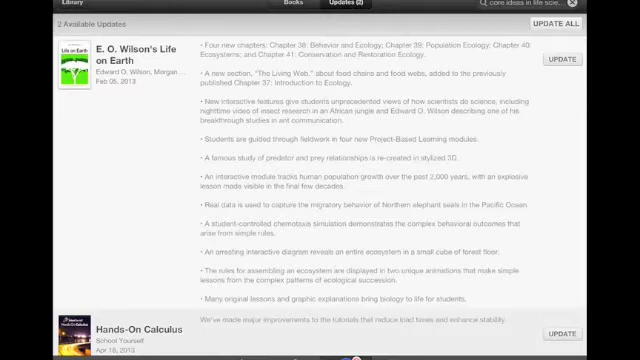 Library Books Updates (2) core ideas in life scie...
2 Available Updates UPDATE ALL
E. O. Wilson's Life
on Earth
Edward O. Wilson, Morgan ...
Feb 05, 2013
• Four new chapters: Chapter 38: Behavior and Ecology; Chapter 39: Population Ecology; Chapter 40:
Ecosystems; and Chapter 41: Conservation and Restoration Ecology.
UPDATE
• A new section, "The Living Web," about food chains and food webs, added to the previously
published Chapter 37: Introduction to Ecology.
• New interactive features give students unprecedented views of how scientists do science, including
nighttime video of insect research in an African jungle and Edward O. Wilson describing one of his
breakthrough studies in ant communication.
• Students are guided through fieldwork in four new Project-Based Learning modules.
• A famous study of predator and prey relationships is re-created in stylized 3D.
• An interactive module tracks human population growth over the past 2,000 years, with an explosive
lesson made visible in the final few decades.
• Real data is used to capture the migratory behavior of Northern elephant seals in the Pacific Ocean.
• A student-controlled chemotaxis simulation demonstrates the complex behavioral outcomes that
arise from simple rules.
• An arresting interactive diagram reveals an entire ecosystem in a small cube of forest floor.
• The rules for assembling an ecosystem are displayed in two unique animations that make simple
lessons from the complex patterns of ecological succession.
• Many original lessons and graphic explanations bring biology to life for students.
Hands-On Calculus
School Yourself
Apr 18, 2013
We've made major improvements to the tutorials that reduce load times and enhance stability.
UPDATE